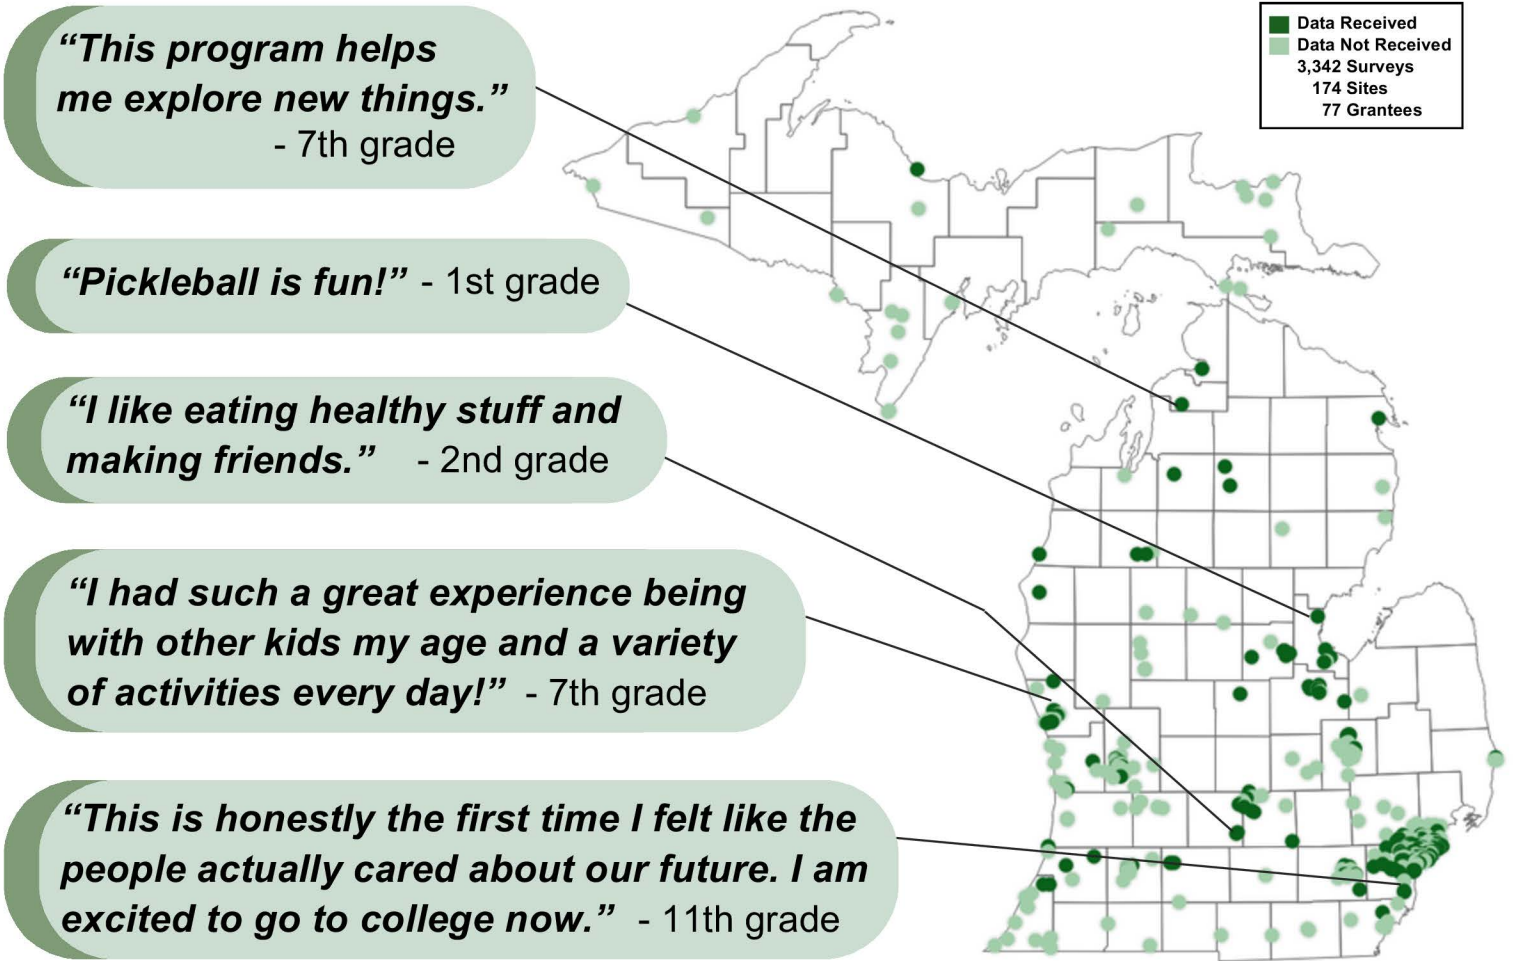 “This program helps
me explore new things.”
- 7th grade
“Pickleball is fun!” - 1st grade
“I like eating healthy stuff and
making friends.” - 2nd grade
“I had such a great experience being
with other kids my age and a variety
of activities every day!” - 7th grade
“This is honestly the first time I felt like the
people actually cared about our future. I am
excited to go to college now.” - 11th grade
Data Received
Data Not Received
3,342 Surveys
174 Sites
77 Grantees